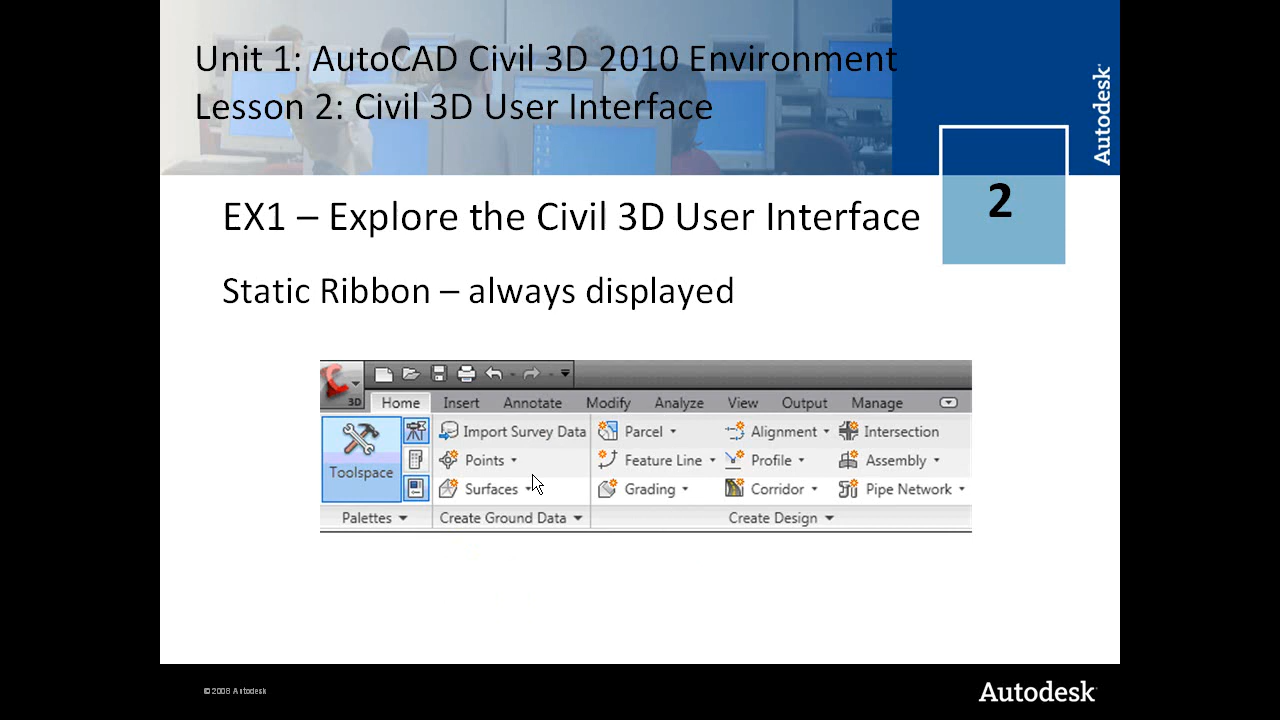 Unit 1: AutoCAD Civil 3D 2010 Environment
Lesson 2: Civil 3D User Interface
Autodesk
2
EX1 – Explore the Civil 3D User Interface
Static Ribbon – always displayed
3D
Home Insert Annotate Modify Analyze View Output Manage
Toolspace
Import Survey Data
Points
Surfaces
Parcel
Feature Line
Grading
Alignment
Profile
Corridor
Intersection
Assembly
Pipe Network
Palettes
Create Ground Data
Create Design
© 2008 Autodesk
Autodesk